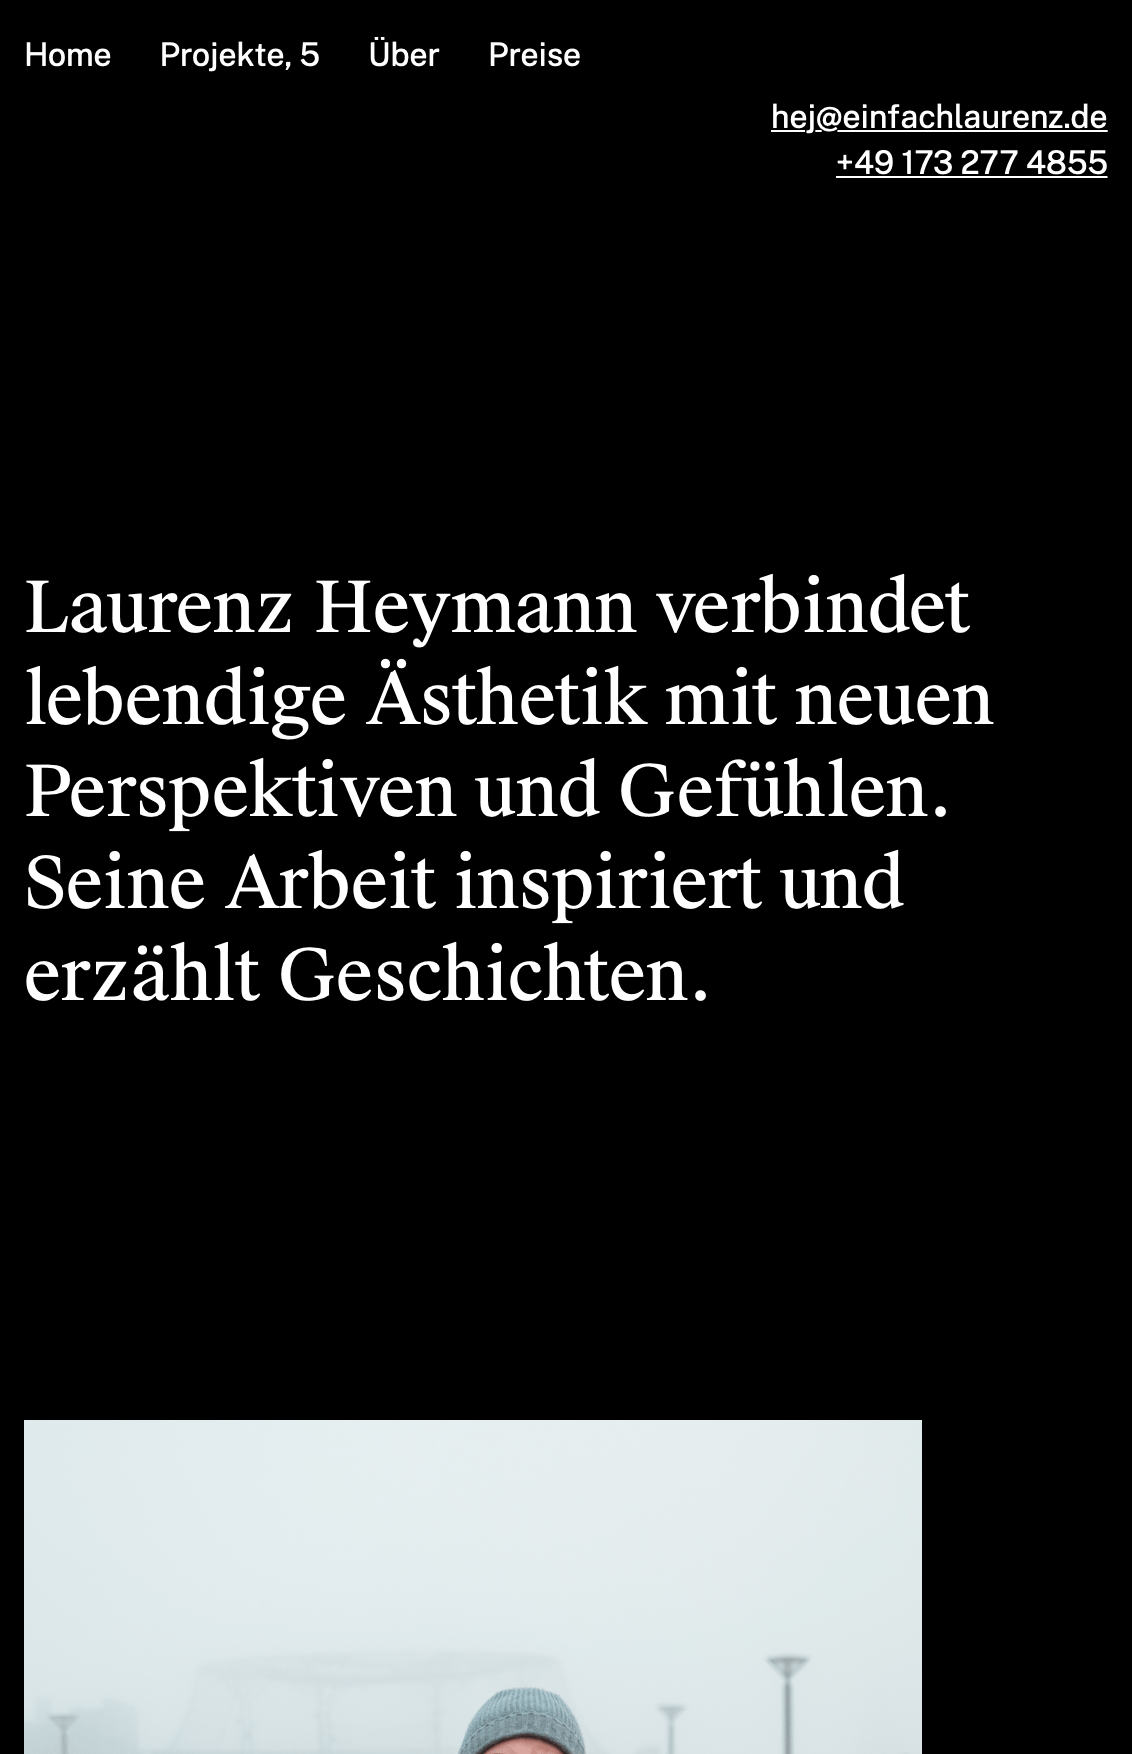 Home Projekte, 5 Über Preise
hej@einfachlaurenz.de
+49 173 277 4855
Laurenz Heymann verbindet
lebendige Ästhetik mit neuen
Perspektiven und Gefühlen.
Seine Arbeit inspiriert und
erzählt Geschichten.